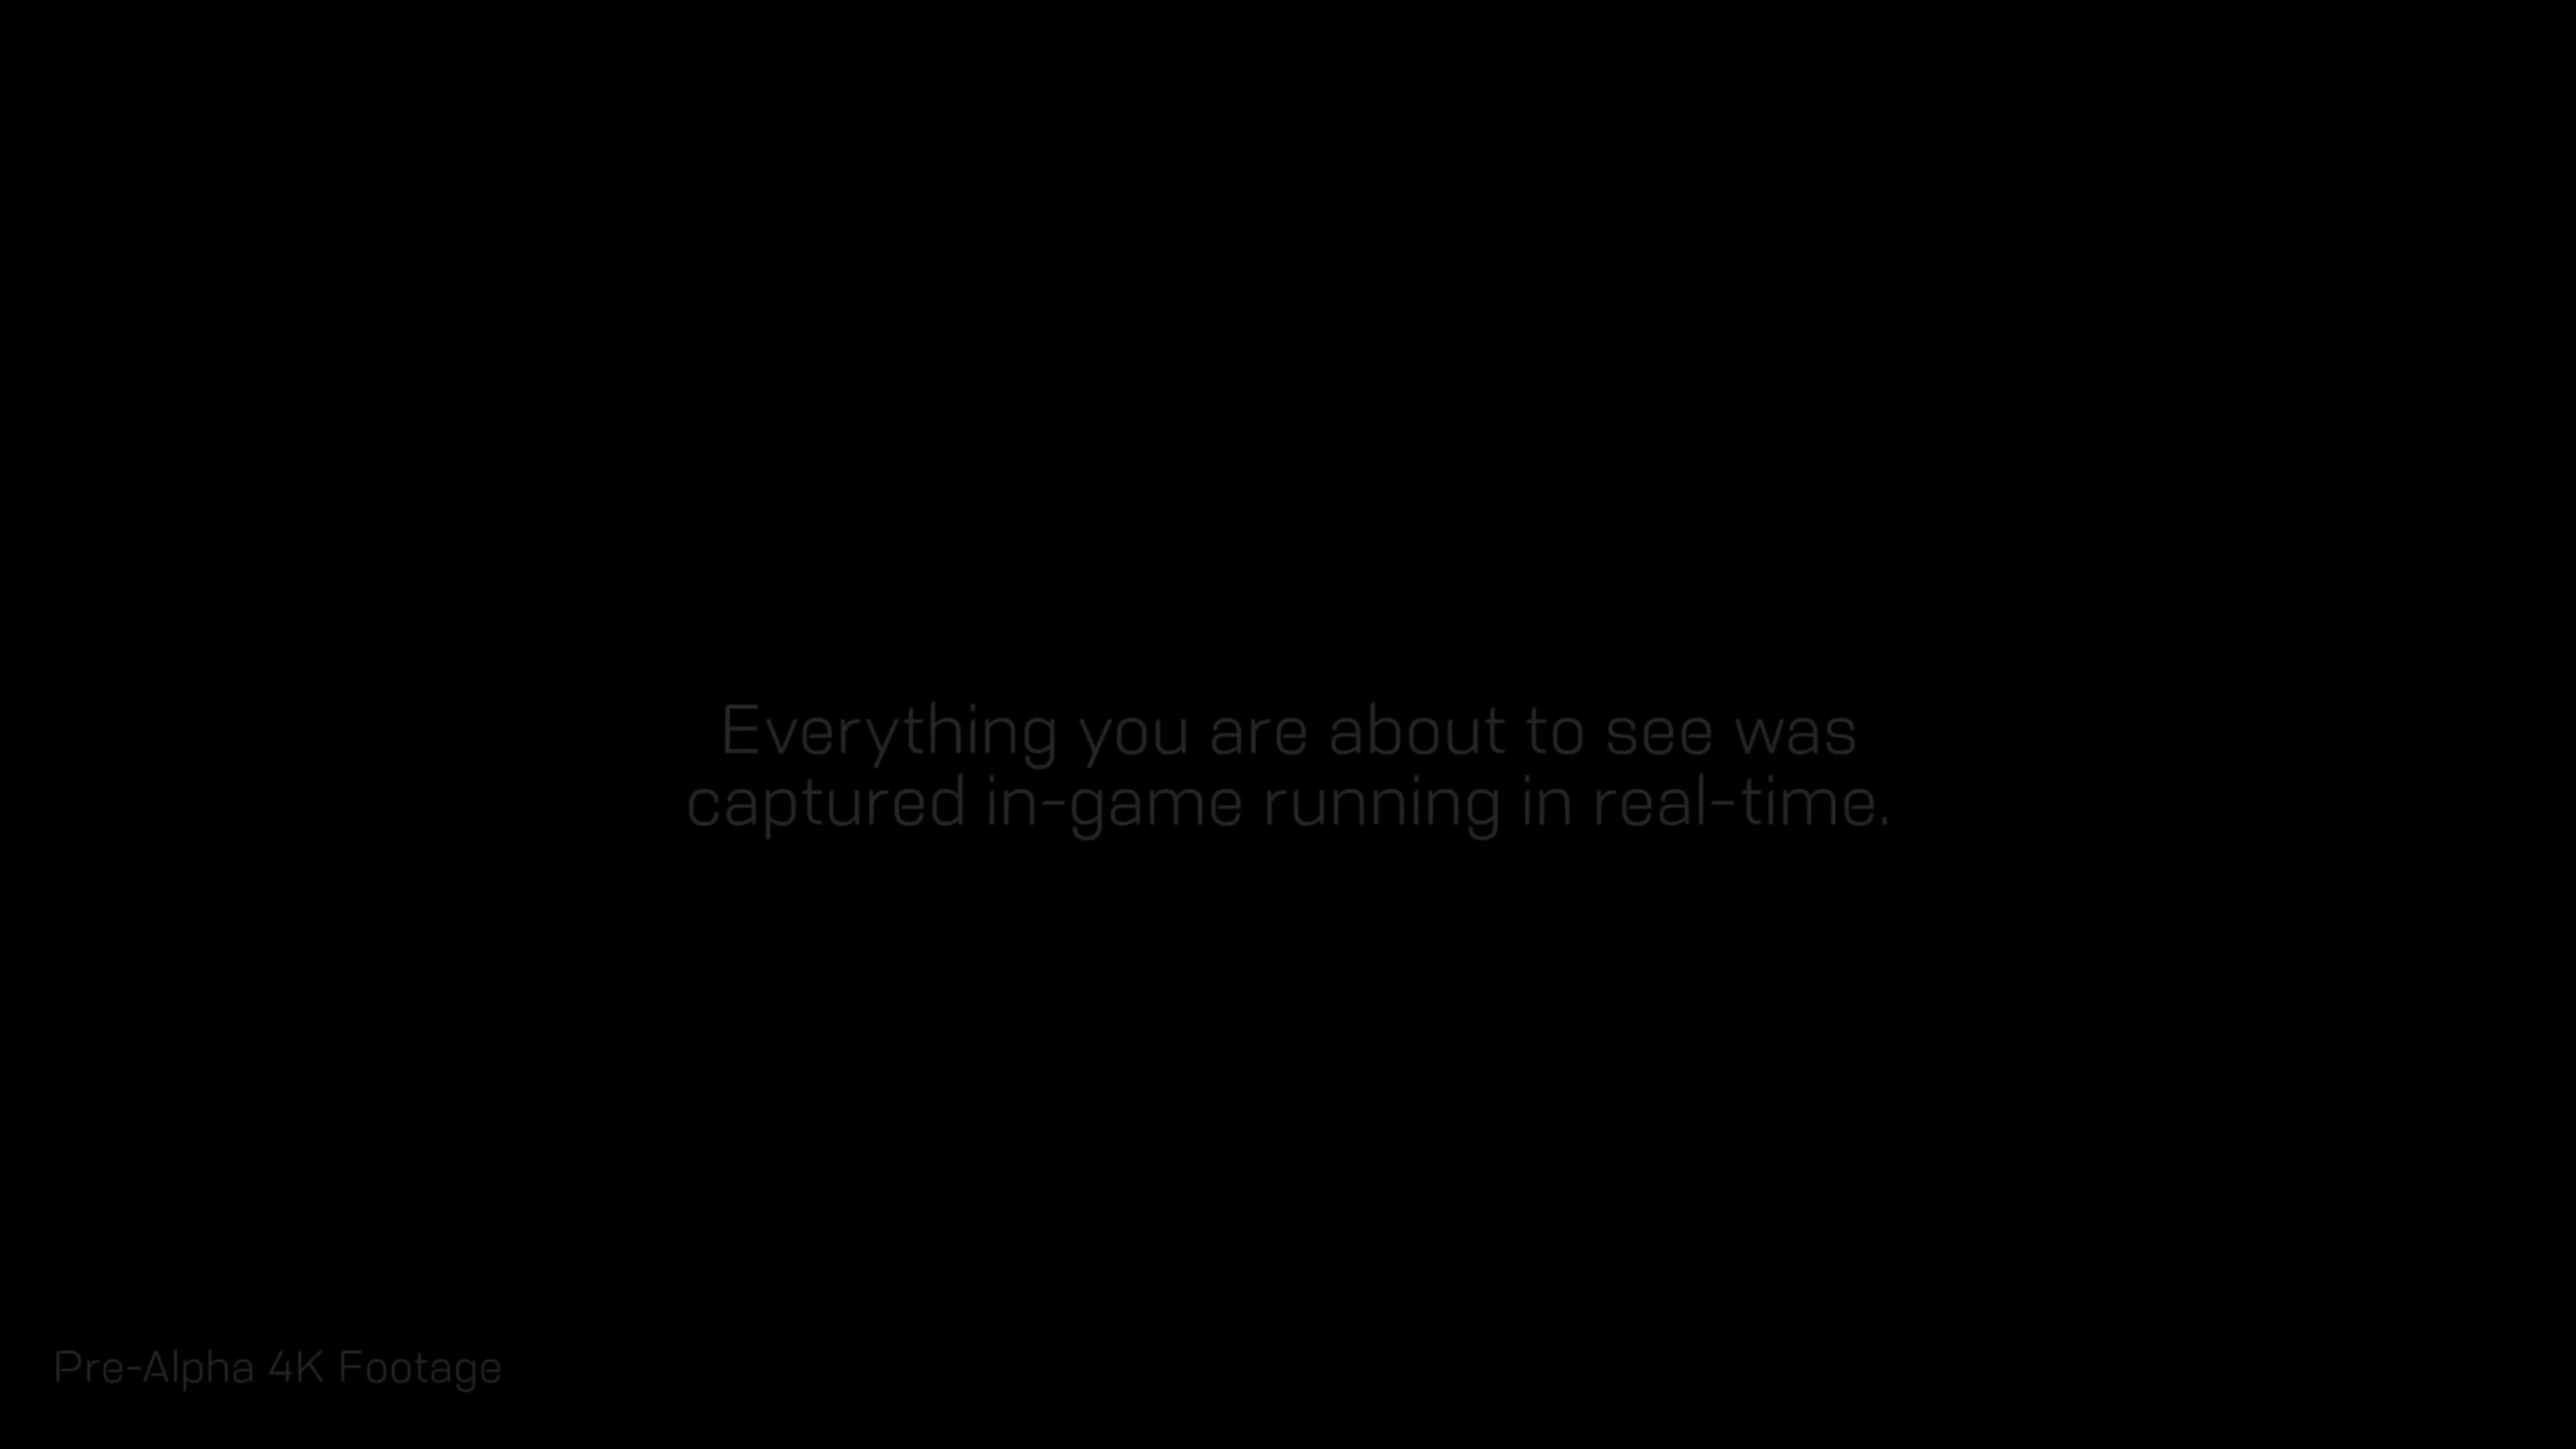 Everything you are about to see was
captured in-game running in real-time.
Pre-Alpha 4K Footage